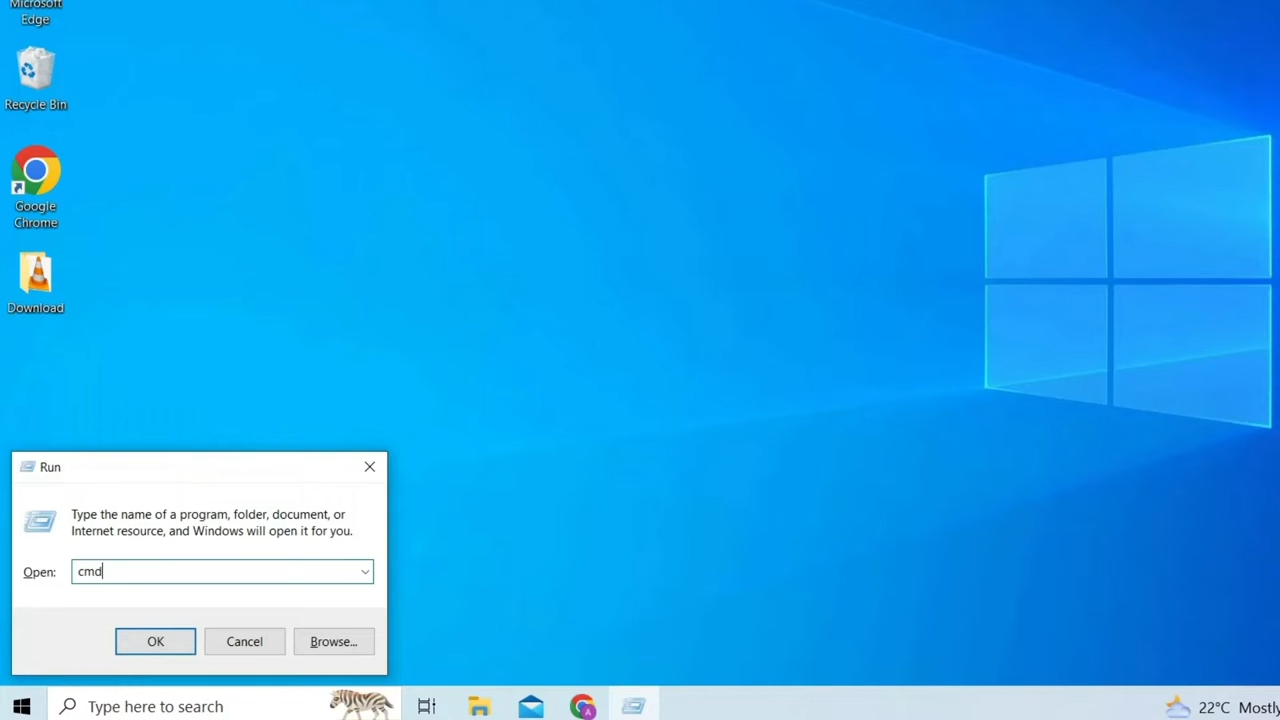 Microsoft
Edge
Recycle Bin
Google
Chrome
Download
Run
Type the name of a program, folder, document, or
Internet resource, and Windows will open it for you.
Open:
cmd
OK
Cancel
Browse...
Type here to search
A
22°C
Mostly